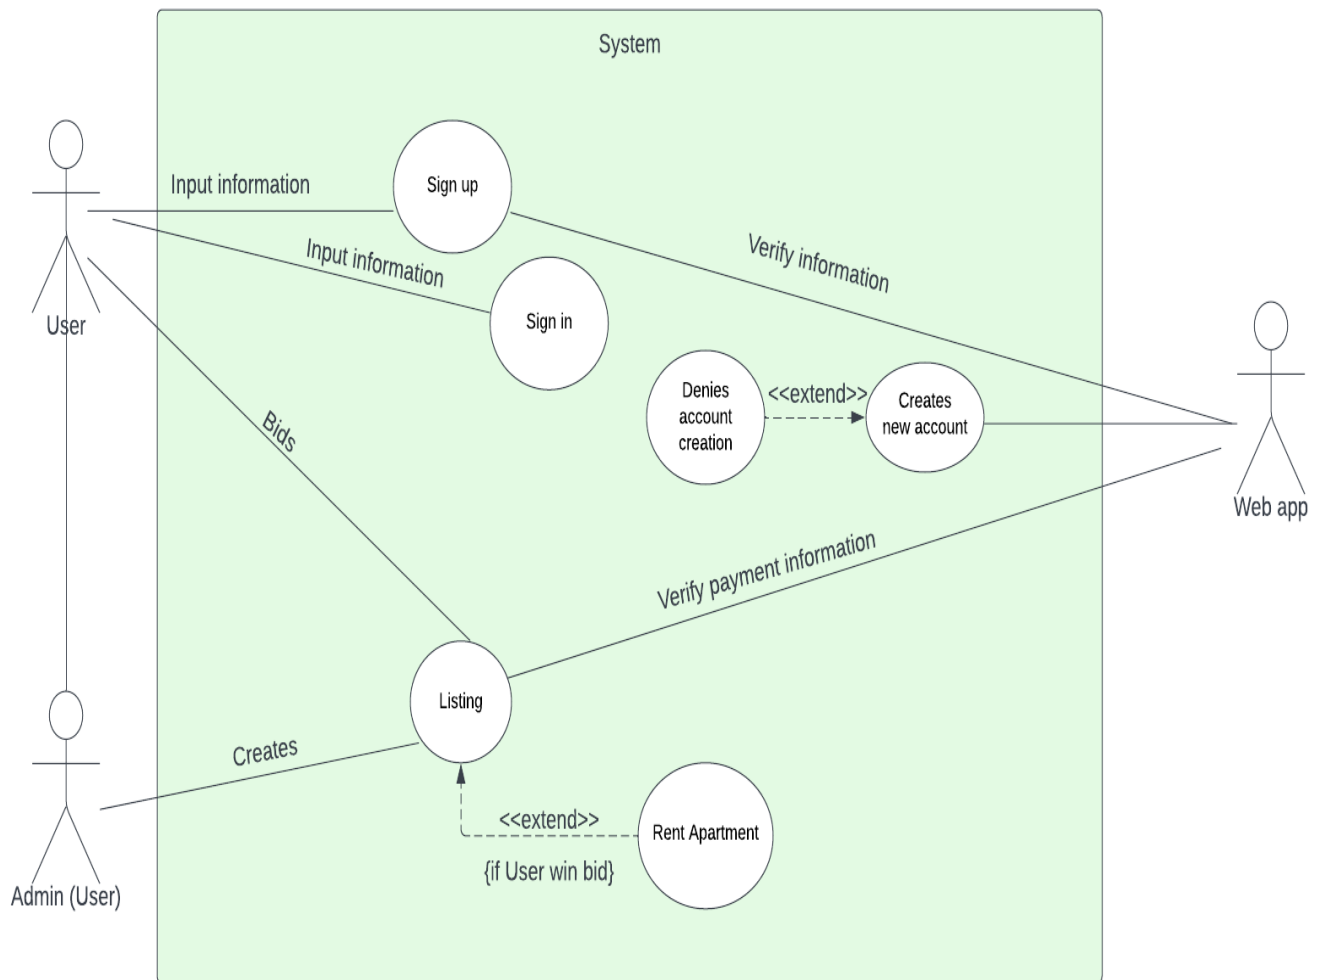 System
Input information
Sign up
Input information
Verify information
Sign in
User
Denies
account
creation
<<extend>>
Creates
new account
Bids
Web app
Verify payment information
Listing
Creates
<<extend>>
Rent Apartment
{if User win bid}
Admin (User)